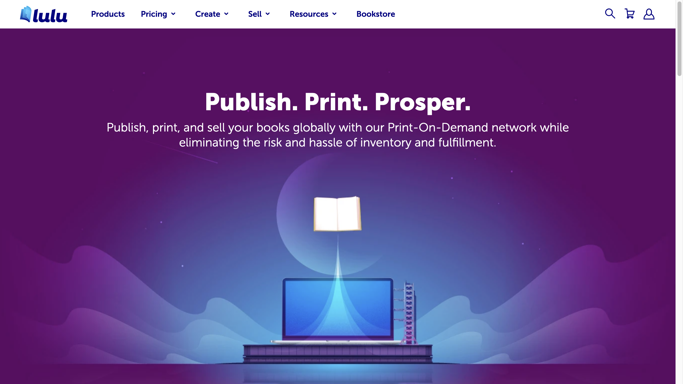 lulu
Products Pricing Create Sell Resources Bookstore
Publish. Print. Prosper.
Publish, print, and sell your books globally with our Print-On-Demand network while
eliminating the risk and hassle of inventory and fulfillment.